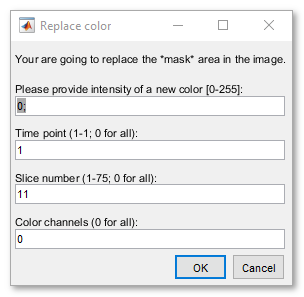 Replace color
Your are going to replace the *mask* area in the image.
Please provide intensity of a new color [0-255]:
0;
Time point (1-1; 0 for all):
1
Slice number (1-75; 0 for all):
11
Color channels (0 for all):
0
OK Cancel